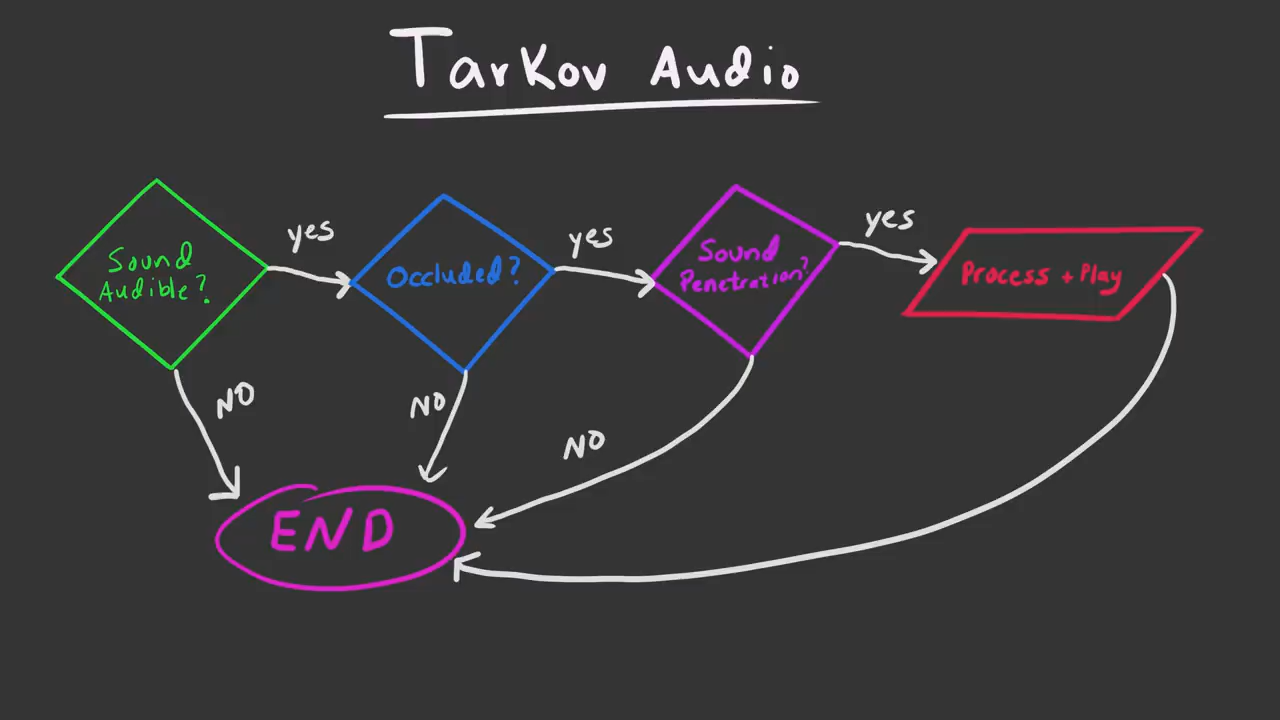 Tarkov Audio
yes
yes
yes
Sound
Audible?
Occluded?
Sound
Penetration?
Process + Play
NO
NO
NO
END